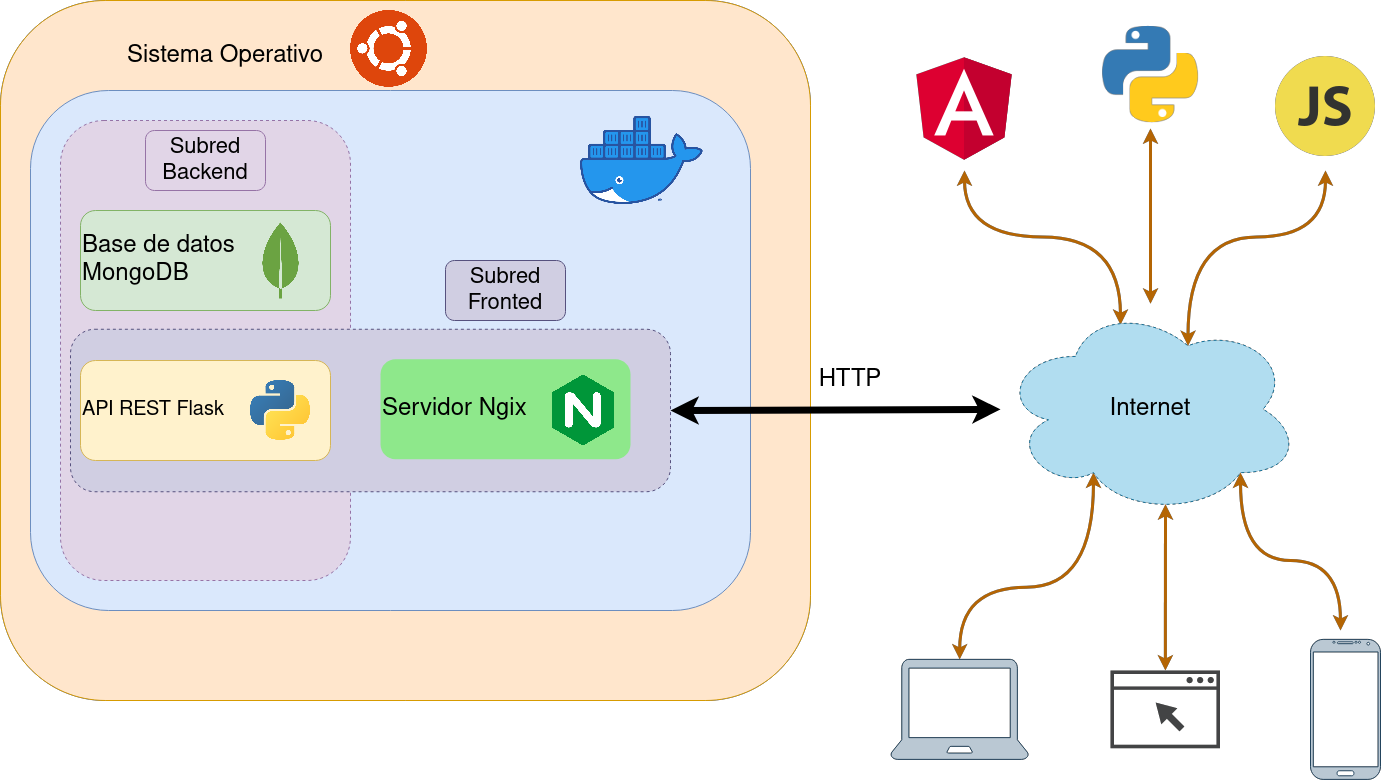 Sistema Operativo
Subred
Backend
Base de datos
MongoDB
Subred
Fronted
API REST Flask
Servidor Ngix
N
HTTP
Internet
A
JS